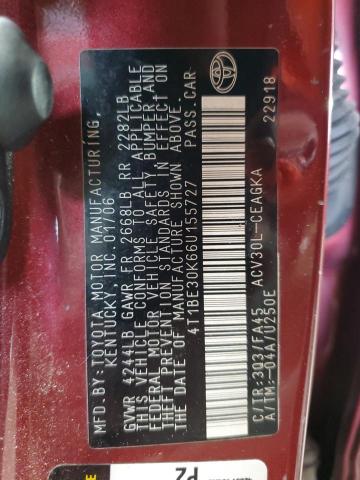 MFD BY: TOYOTA MOTOR MANUFACTURING
KENTUCKY, INC. 01/06
GVWR 4244LB GAWR FR 2668LB RR 2282LB
THIS VEHICLE CONFORMS TO ALL APPLICABLE
FEDERAL MOTOR VEHICLE SAFETY, BUMPER AND
THEFT PREVENTION STANDARDS IN EFFECT ON
THE DATE OF MANUFACTURE SHOWN ABOVE.
4T1BE30K66U155727 PASS.CAR
C/TR:3Q3/FA45 ACV30L-CEAGKA
A/TM:-04A/U250E 22918
PZ